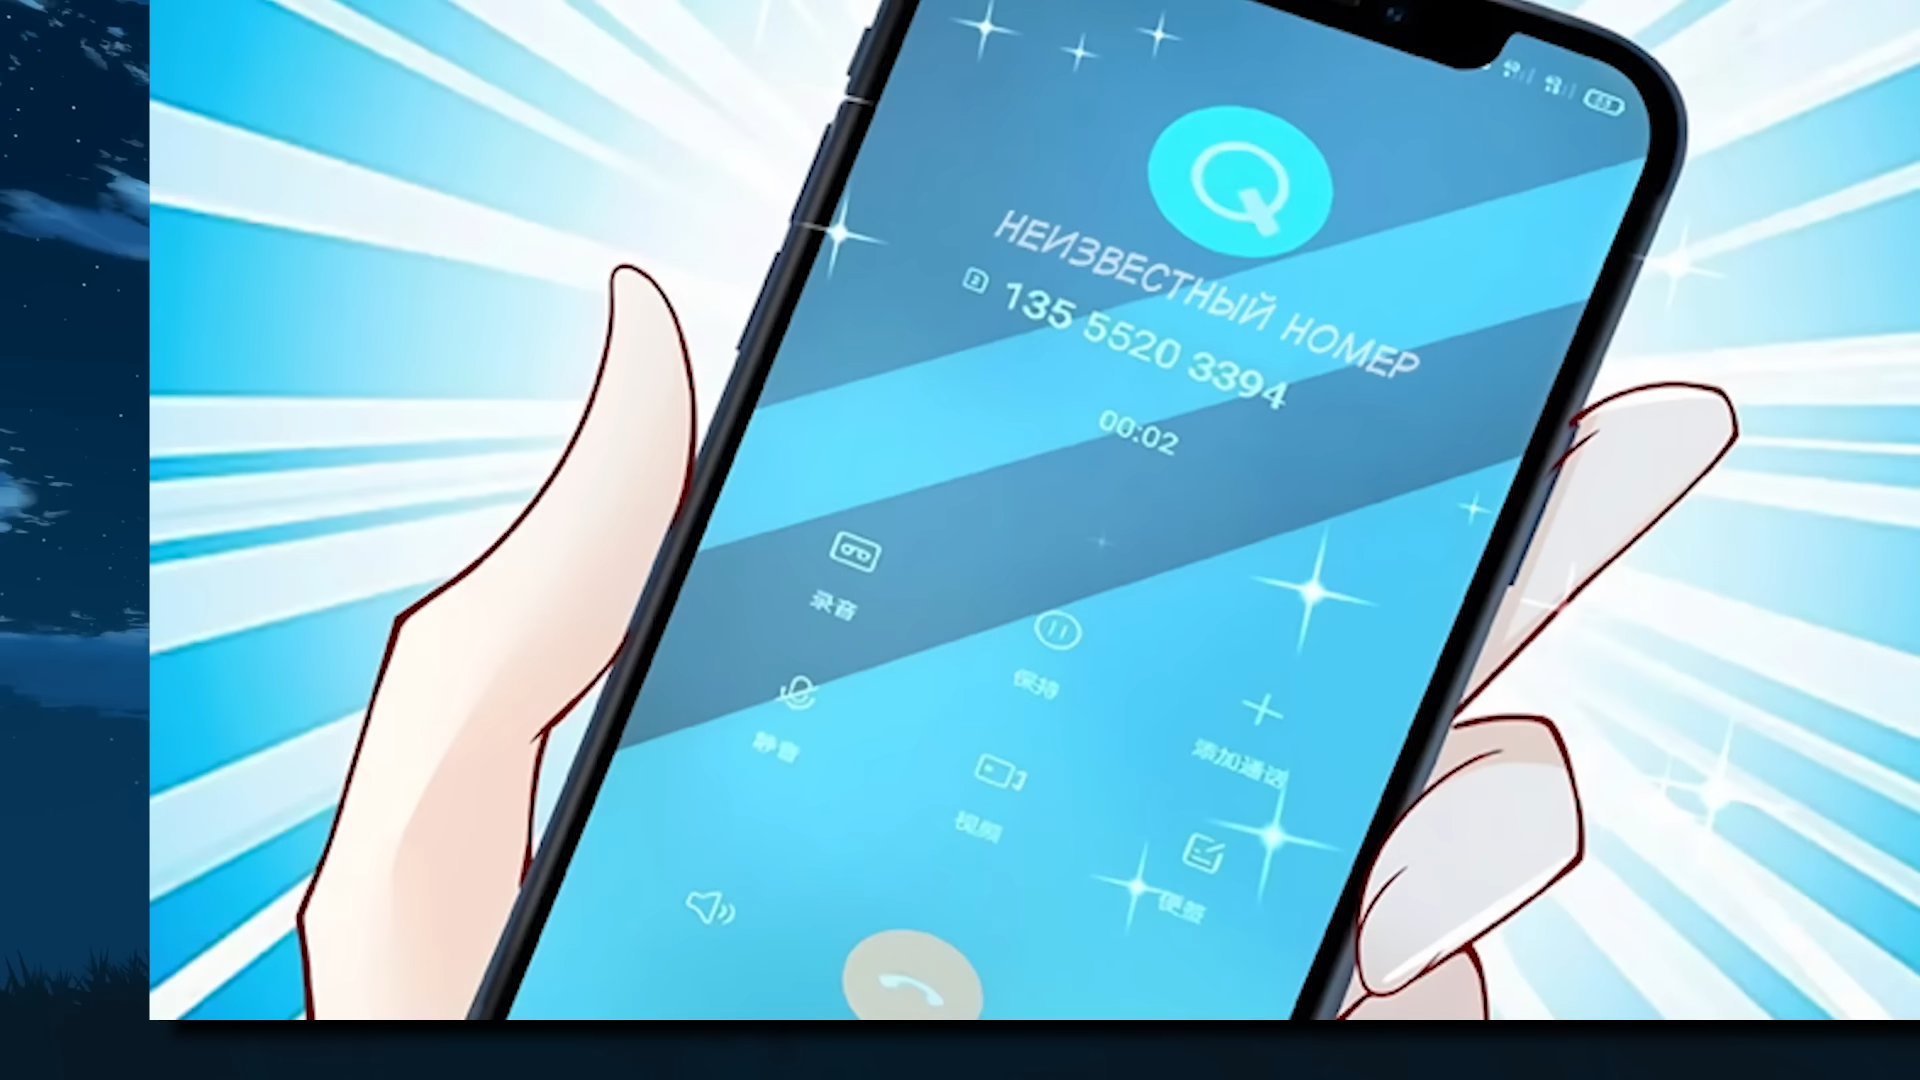 Q
НЕИЗВЕСТНЫЙ НОМЕР
2 135 5520 3394
00:02
录音
保持
添加通话
静音
视频
便签